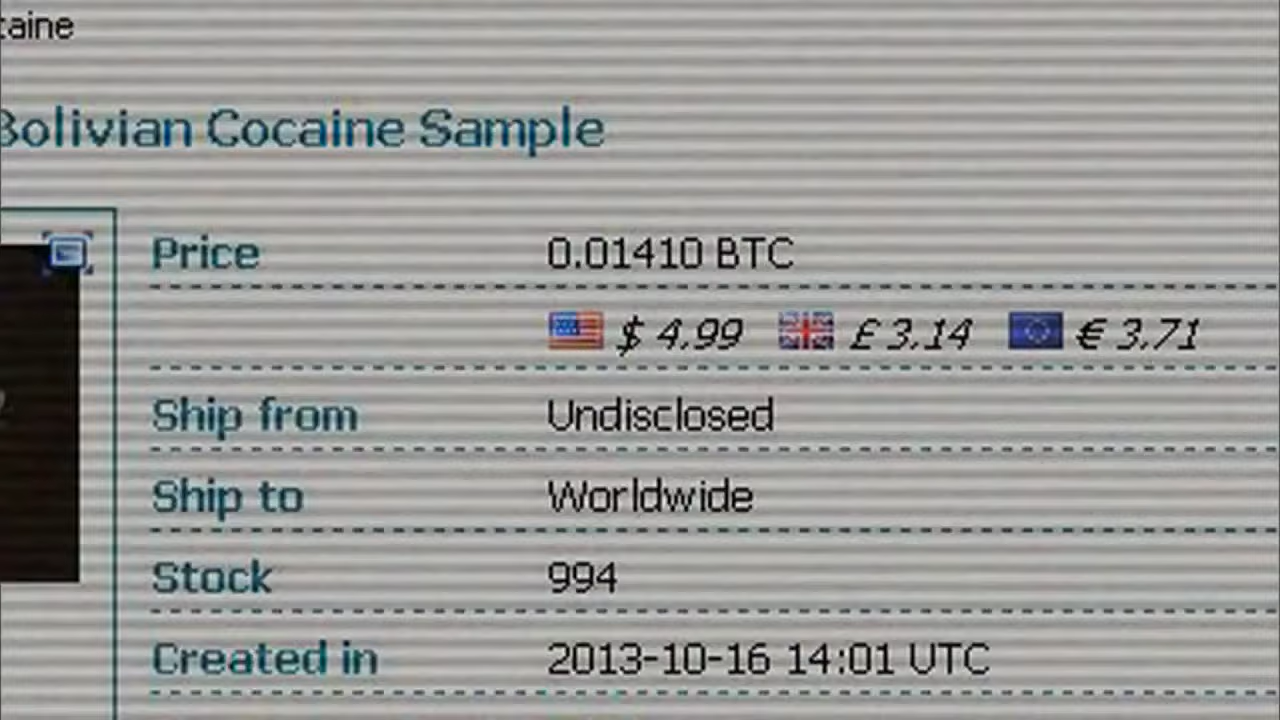 caine
Bolivian Cocaine Sample
Price 0.01410 BTC
$ 4.99 £ 3.14 € 3.71
Ship from Undisclosed
Ship to Worldwide
Stock 994
Created in 2013-10-16 14:01 UTC